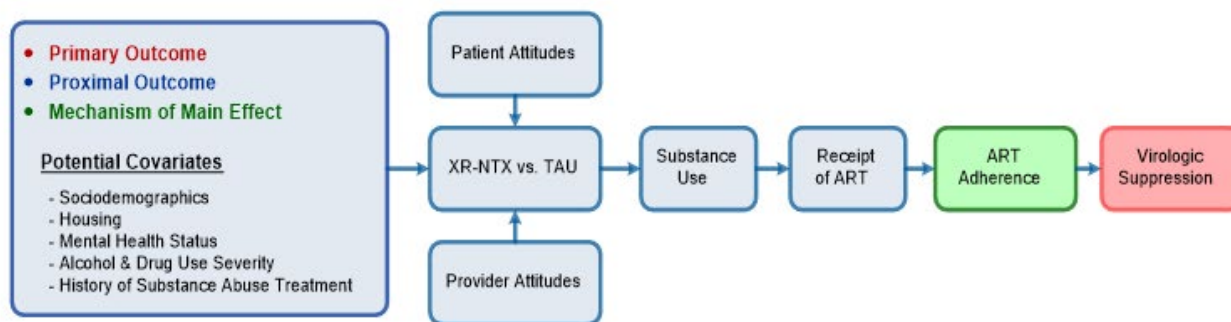 • Primary Outcome
• Proximal Outcome
• Mechanism of Main Effect
Potential Covariates
- Sociodemographics
- Housing
- Mental Health Status
- Alcohol & Drug Use Severity
- History of Substance Abuse Treatment
Patient Attitudes
XR-NTX vs. TAU
Provider Attitudes
Substance
Use
Receipt
of ART
ART
Adherence
Virologic
Suppression